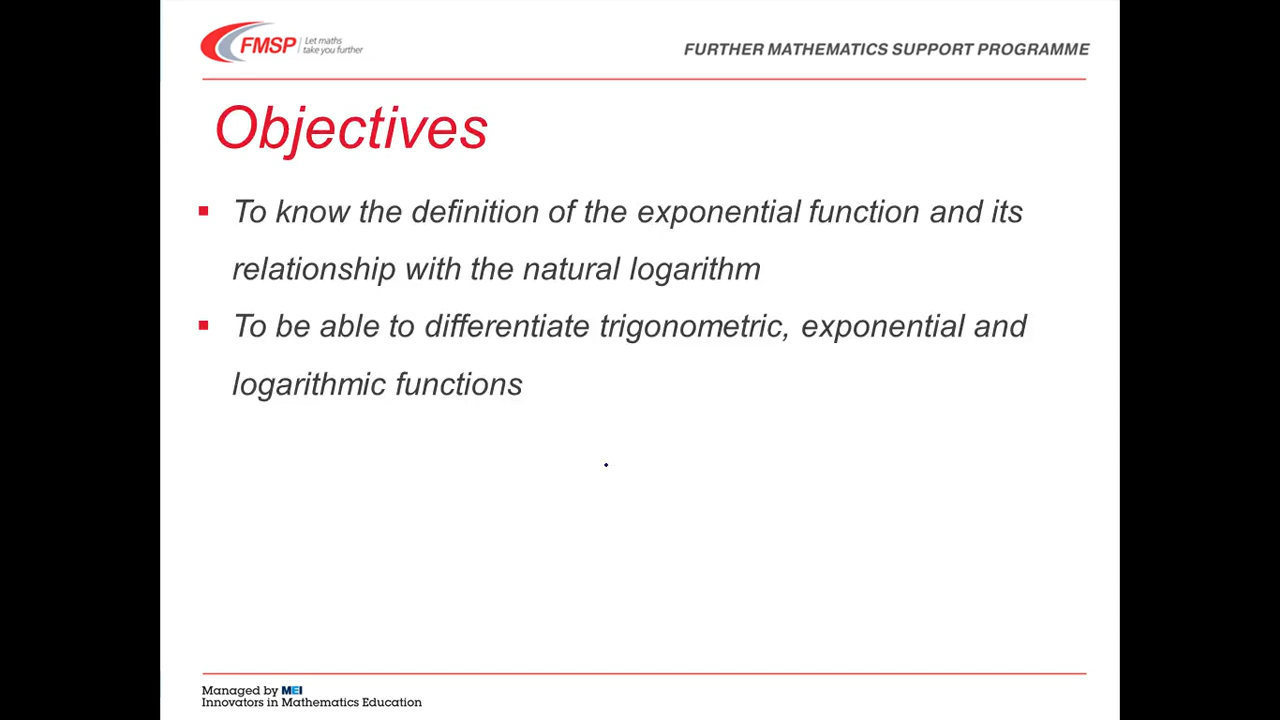 FMSP
Let maths
take you further
FURTHER MATHEMATICS SUPPORT PROGRAMME
Objectives
▪ To know the definition of the exponential function and its
relationship with the natural logarithm
▪ To be able to differentiate trigonometric, exponential and
logarithmic functions
Managed by MEI
Innovators in Mathematics Education